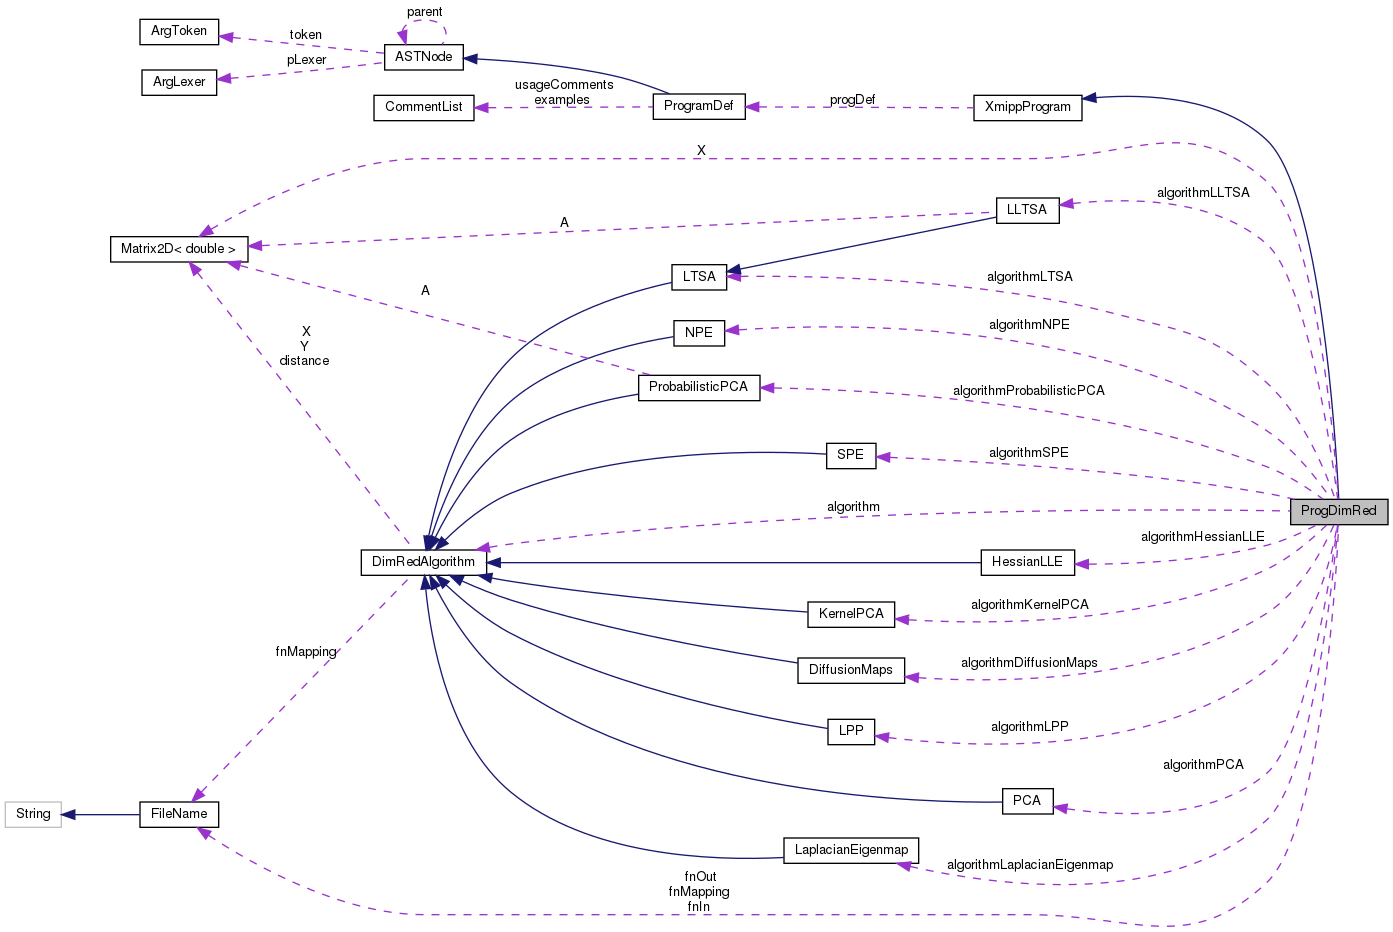 parent
ArgToken
token
ASTNode
pLexer
ArgLexer
usageComments
examples
CommentList
ProgramDef
progDef
XmippProgram
X
algorithmLLTSA
LLTSA
A
Matrix2D< double >
LTSA
algorithmLTSA
A
NPE
algorithmNPE
X
Y
distance
ProbabilisticPCA
algorithmProbabilisticPCA
SPE
algorithmSPE
algorithm
ProgDimRed
algorithmHessianLLE
DimRedAlgorithm
HessianLLE
KernelPCA
algorithmKernelPCA
fnMapping
DiffusionMaps
algorithmDiffusionMaps
LPP
algorithmLPP
algorithmPCA
PCA
String
FileName
LaplacianEigenmap
algorithmLaplacianEigenmap
fnOut
fnMapping
fnIn